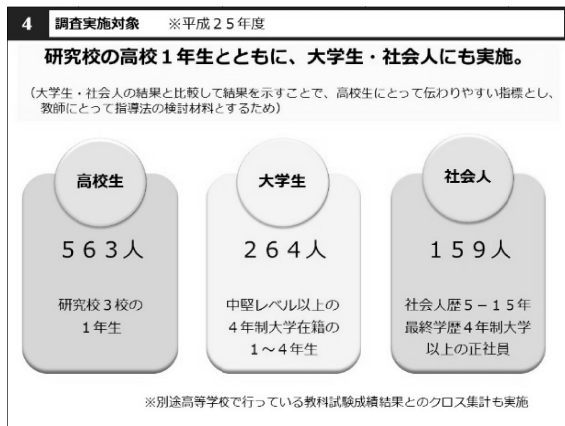 4 調査実施対象 ※平成25年度
研究校の高校1年生とともに、大学生・社会人にも実施。
（大学生・社会人の結果と比較して結果を示すことで、高校生にとって伝わりやすい指標とし、
教師にとって指導法の検討材料とするため）
高校生
563人
研究校3校の
1年生
大学生
264人
中堅レベル以上の
4年制大学在籍の
1～4年生
社会人
159人
社会人歴5－15年
最終学歴4年制大学
以上の正社員
※別途高等学校で行っている教科試験成績結果とのクロス集計も実施